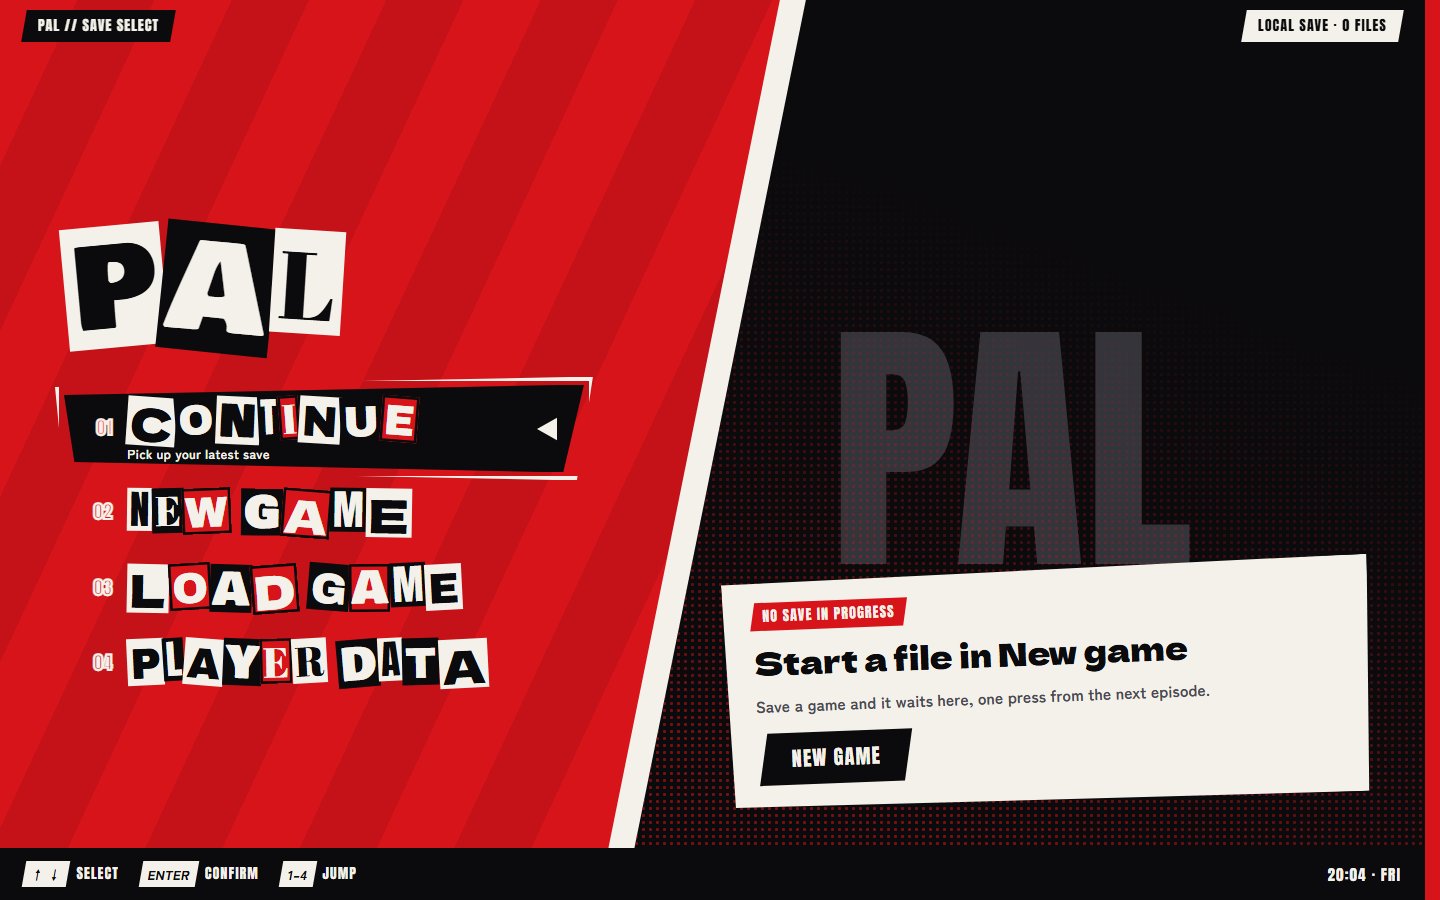 PAL // SAVE SELECT
LOCAL SAVE · 0 FILES
PAL
01 CONTINUE
Pick up your latest save
02 NEW GAME
03 LOAD GAME
04 PLAYER DATA
PAL
NO SAVE IN PROGRESS
Start a file in New game
Save a game and it waits here, one press from the next episode.
NEW GAME
↑ ↓ SELECT ENTER CONFIRM 1–4 JUMP
20:04 · FRI